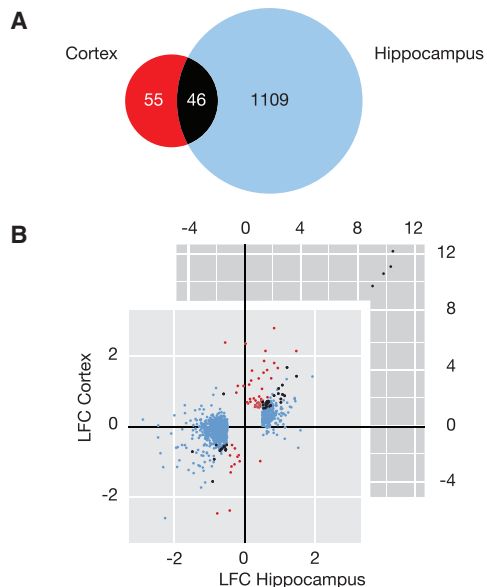 A
Cortex
Hippocampus
55
46
1109
B
-4 0 4 8 12
12
8
4
0
-4
2
0
-2
LFC Cortex
-2 0 2
LFC Hippocampus